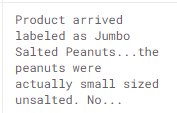 Product arrived
labeled as Jumbo
Salted Peanuts...the
peanuts were
actually small sized
unsalted. No...